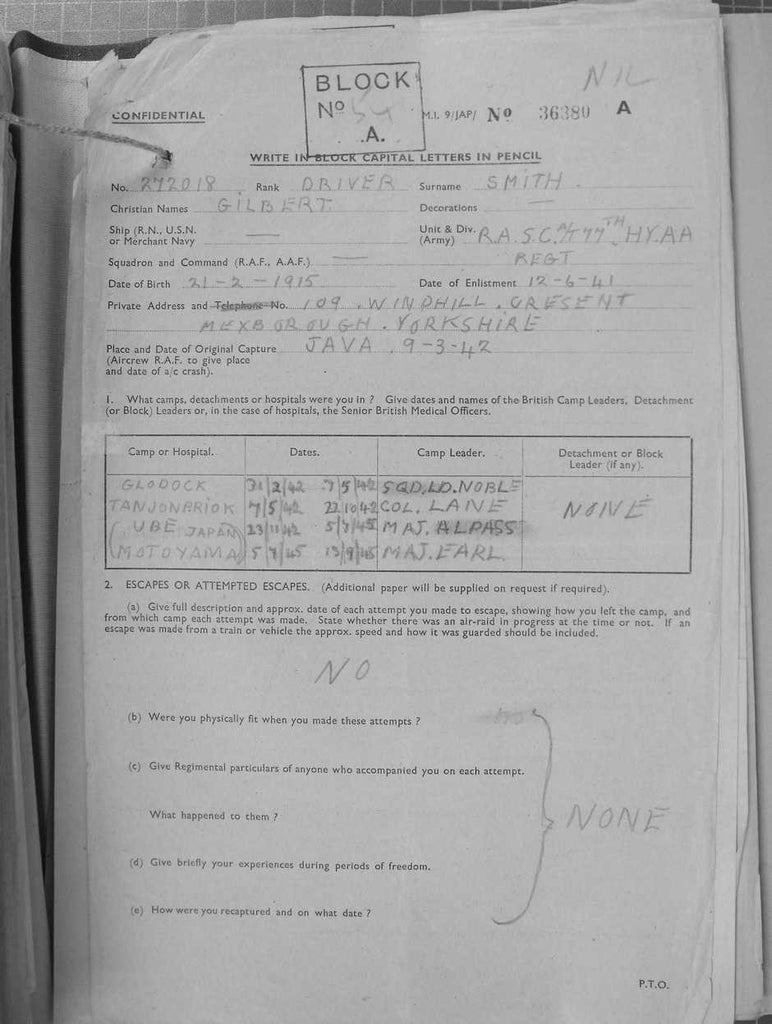 NIL
BLOCK
Nº
A.
CONFIDENTIAL
M.I. 9/JAP/ Nº 36380 A
WRITE IN BLOCK CAPITAL LETTERS IN PENCIL
No. 272018 Rank DRIVER Surname SMITH.
Christian Names GILBERT. Decorations —
Ship (R.N., U.S.N.
or Merchant Navy —
Unit & Div.
(Army) R.A.S.C. 77TH HY.AA
REGT
Squadron and Command (R.A.F., A.A.F.) —
Date of Birth 21-2-1915 Date of Enlistment 12-6-41
Private Address and Telephone No. 109. WINDHILL. CRESENT
MEXBOROUGH. YORKSHIRE
Place and Date of Original Capture JAVA. 9-3-42
(Aircrew R.A.F. to give place
and date of a/c crash).
1. What camps, detachments or hospitals were you in ? Give dates and names of the British Camp Leaders, Detachment
(or Block) Leaders or, in the case of hospitals, the Senior British Medical Officers.
Camp or Hospital. Dates. Camp Leader. Detachment or Block
Leader (if any).
GLODOCK 31/2/42 7/5/42 SQD.LD.NOBLE
TANJONPRIOK 7/5/42 22/10/42 COL. LANE NONE
(UBE JAPAN) 23/11/42 MAJ. ALPASS
(MOTOYAMA) 13/9/45 MAJ. EARL.
2. ESCAPES OR ATTEMPTED ESCAPES. (Additional paper will be supplied on request if required).
(a) Give full description and approx. date of each attempt you made to escape, showing how you left the camp, and
from which camp each attempt was made. State whether there was an air-raid in progress at the time or not. If an
escape was made from a train or vehicle the approx. speed and how it was guarded should be included.
NO
(b) Were you physically fit when you made these attempts ?
(c) Give Regimental particulars of anyone who accompanied you on each attempt.
What happened to them ?
NONE
(d) Give briefly your experiences during periods of freedom.
(e) How were you recaptured and on what date ?
P.T.O.